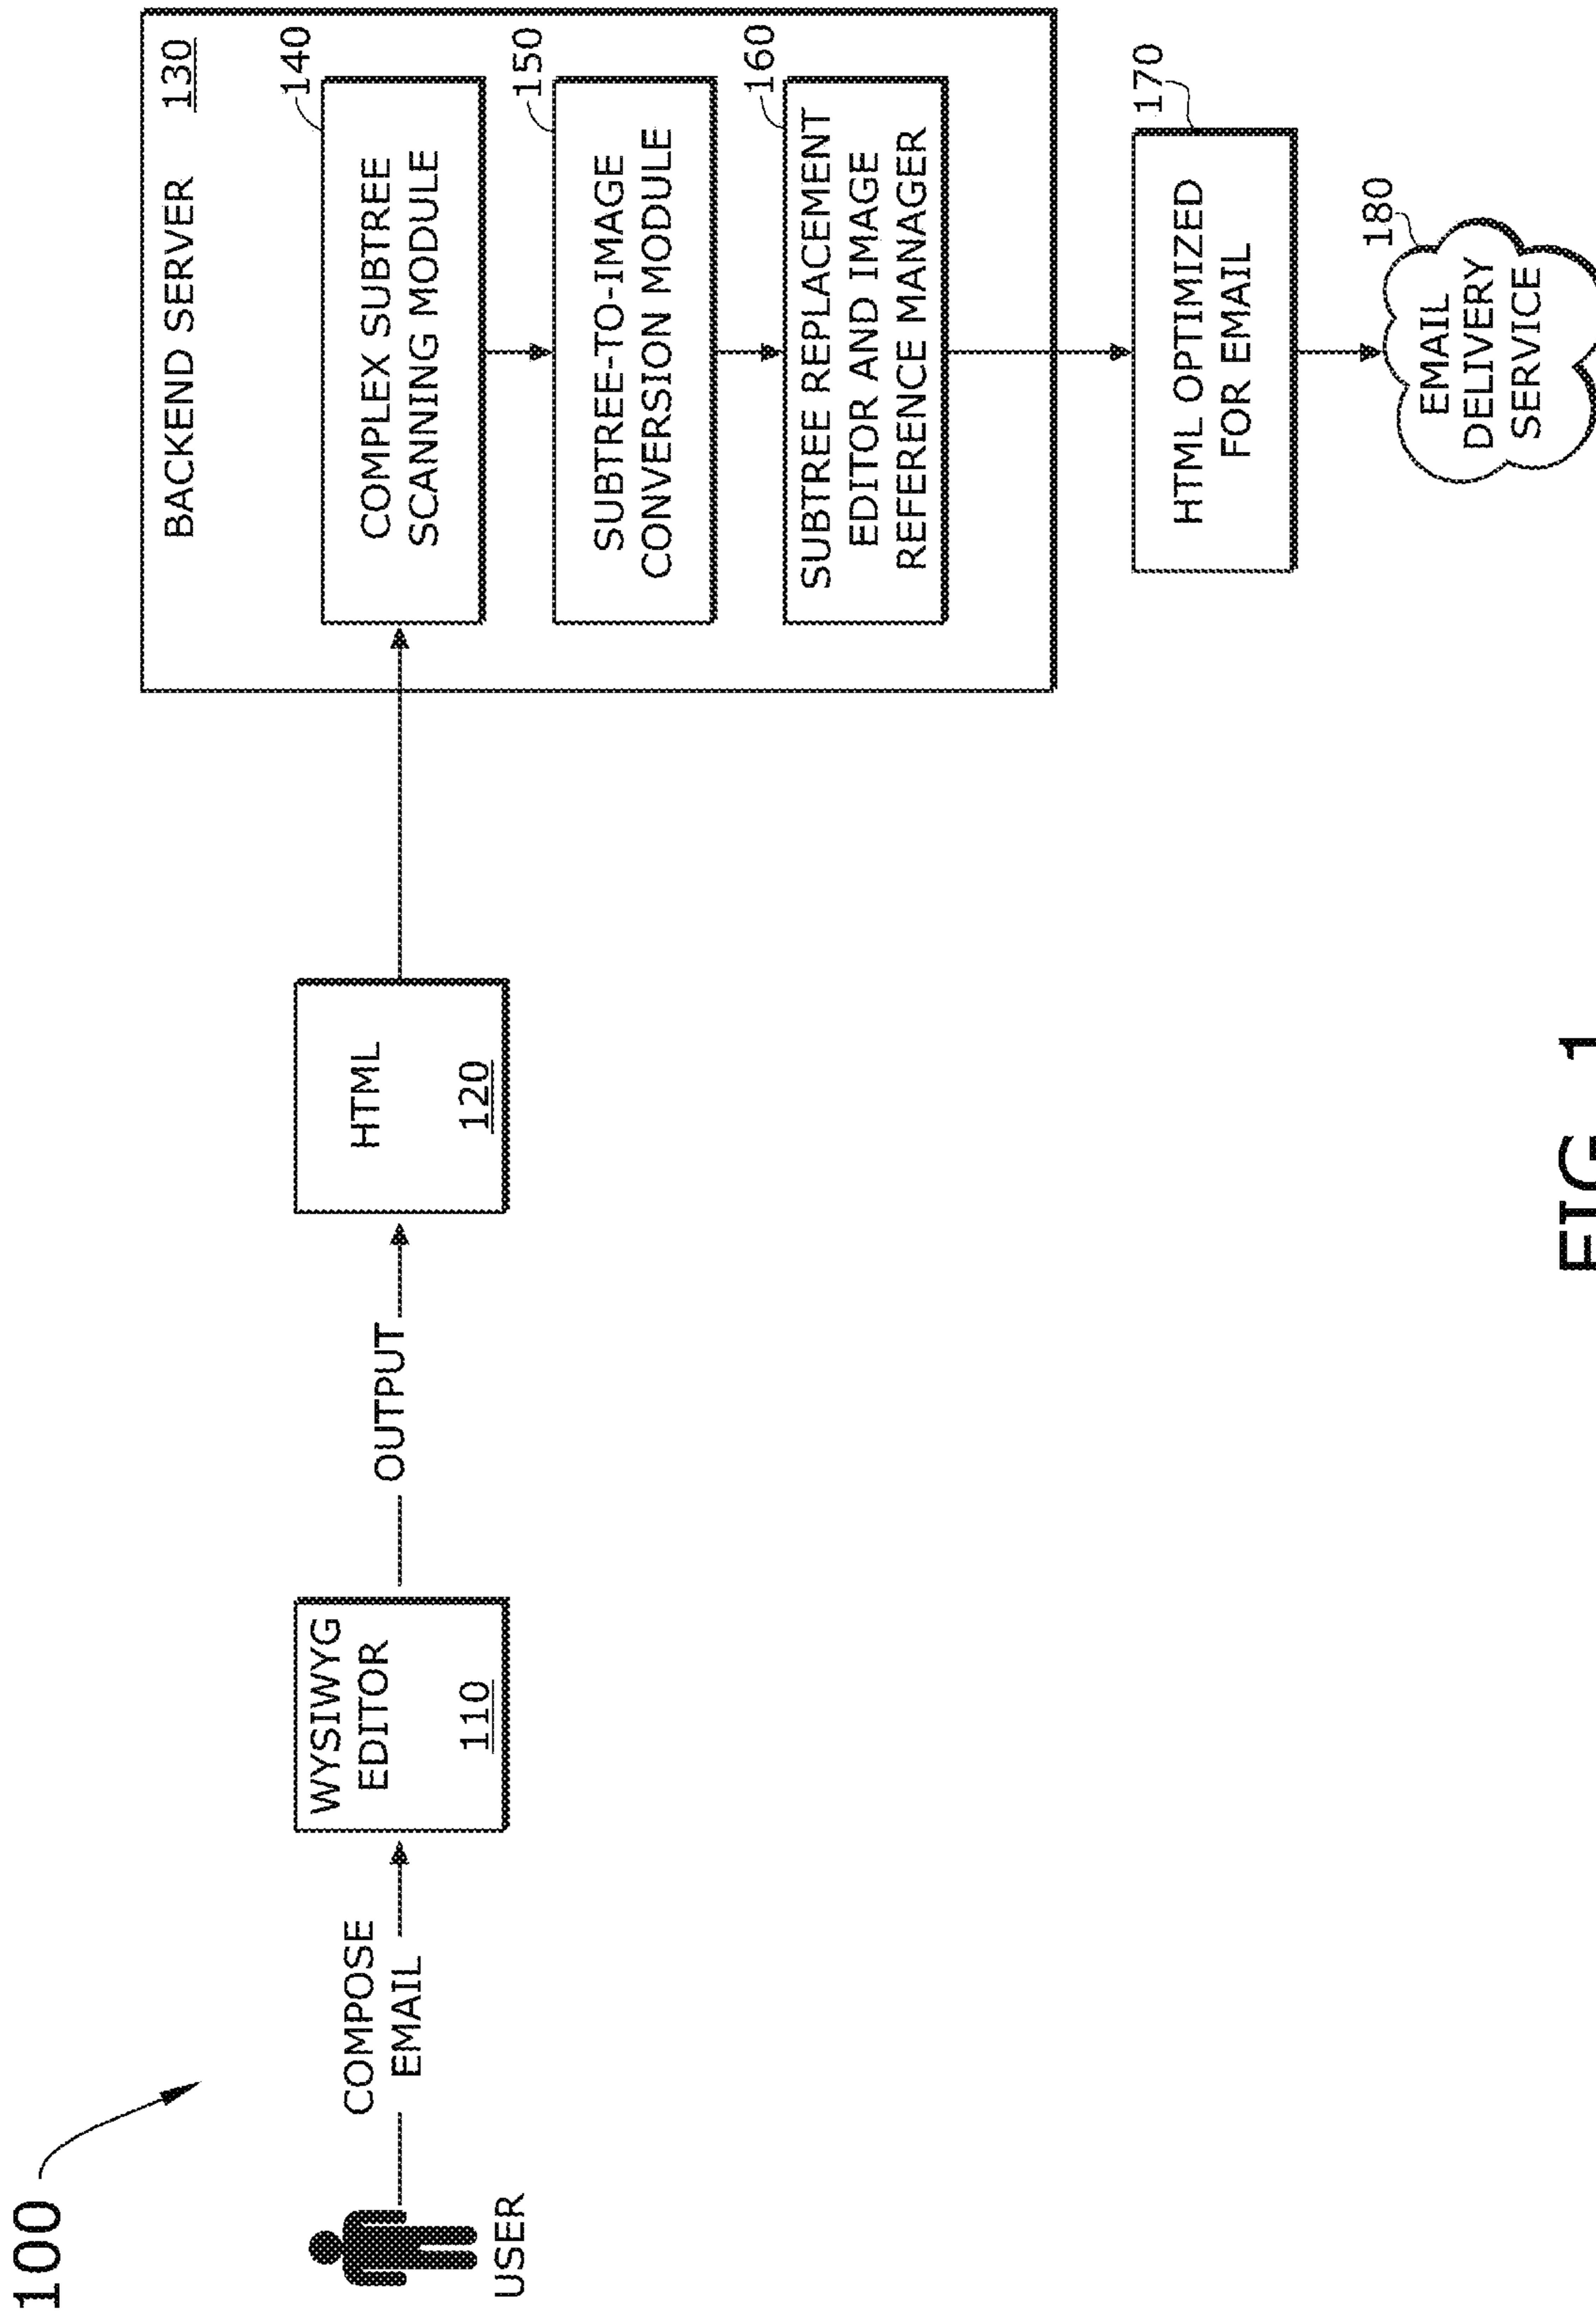 100
USER
COMPOSE
EMAIL
WYSIWYG
EDITOR
110
OUTPUT
HTML
120
BACKEND SERVER 130
140
COMPLEX SUBTREE
SCANNING MODULE
150
SUBTREE-TO-IMAGE
CONVERSION MODULE
160
SUBTREE REPLACEMENT
EDITOR AND IMAGE
REFERENCE MANAGER
170
HTML OPTIMIZED
FOR EMAIL
180
EMAIL
DELIVERY
SERVICE
FIG. 1